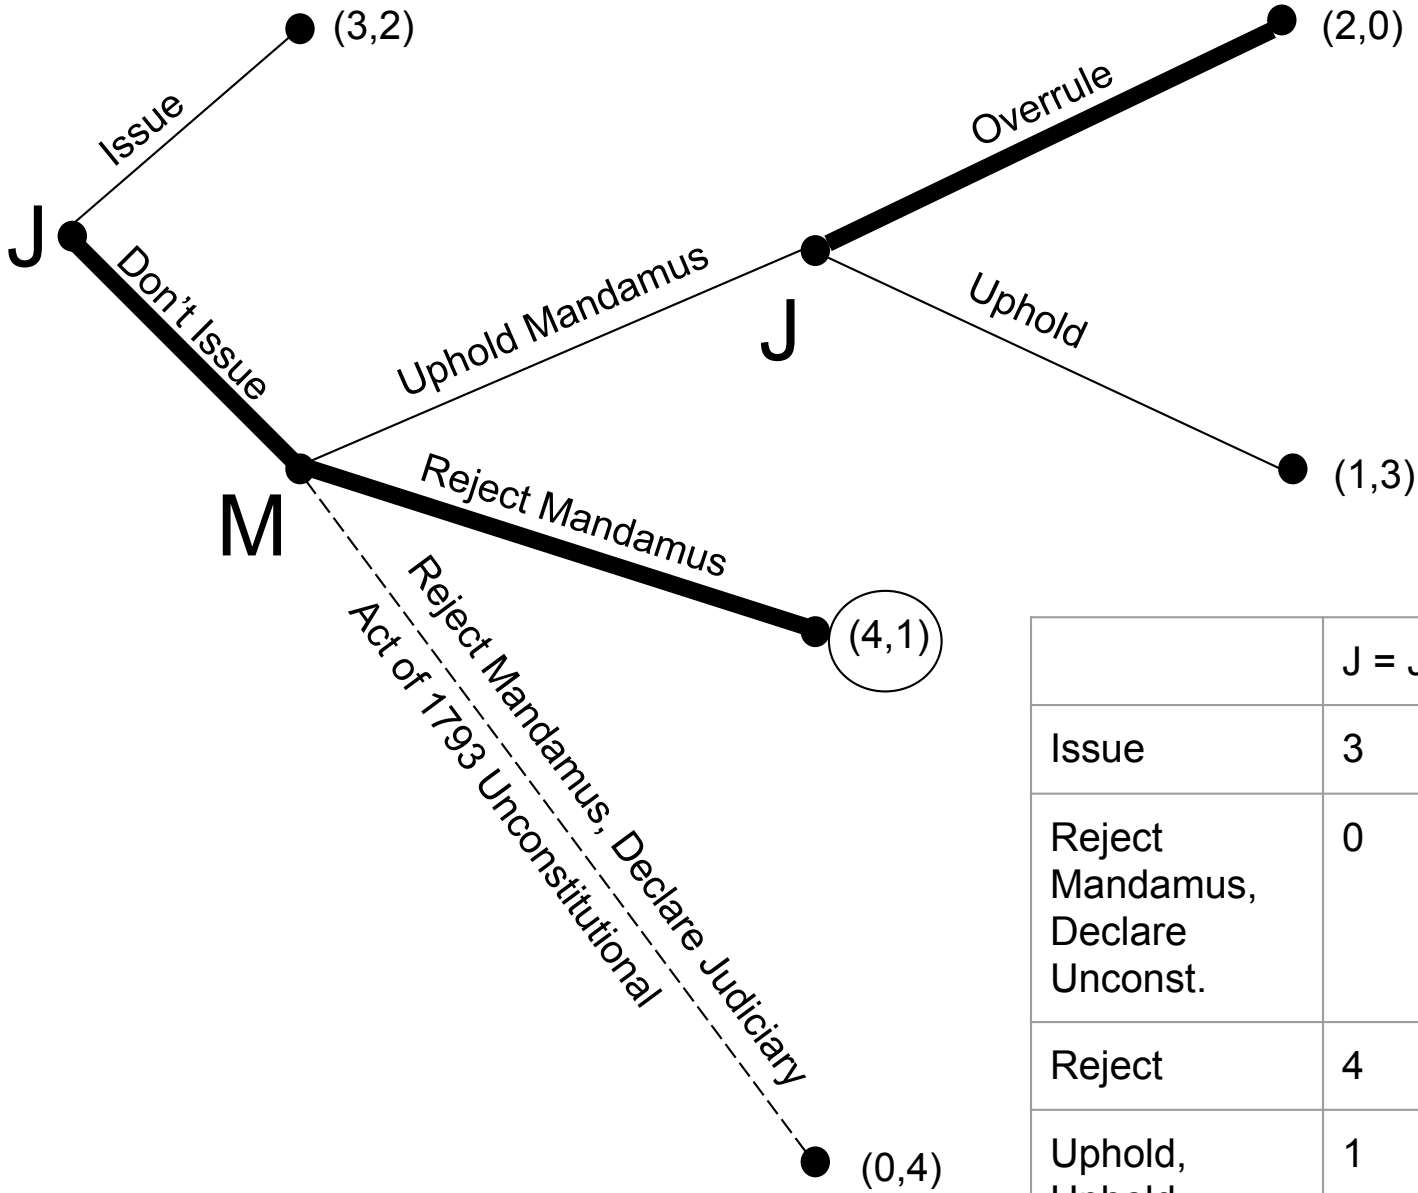 (3,2)
(2,0)
Issue
Overrule
J
Don't Issue
Uphold Mandamus
J
Uphold
(1,3)
M
Reject Mandamus
(4,1)
Reject Mandamus, Declare Judiciary
Act of 1793 Unconstitutional
(0,4)
J =
Issue 3
Reject 0
Mandamus,
Declare
Unconst.
Reject 4
Uphold, 1
Uphold